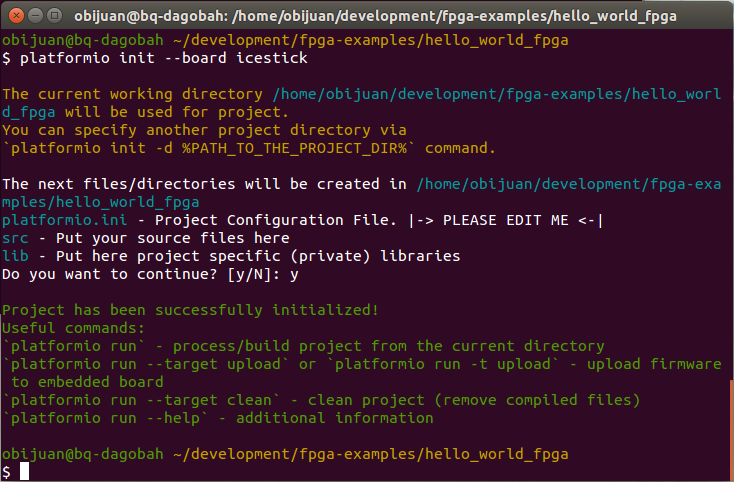 obijuan@bq-dagobah: /home/obijuan/development/fpga-examples/hello_world_fpga
obijuan@bq-dagobah ~/development/fpga-examples/hello_world_fpga
$ platformio init --board icestick
The current working directory /home/obijuan/development/fpga-examples/hello_worl
d_fpga will be used for project.
You can specify another project directory via
`platformio init -d %PATH_TO_THE_PROJECT_DIR%` command.
The next files/directories will be created in /home/obijuan/development/fpga-exa
mples/hello_world_fpga
platformio.ini - Project Configuration File. |-> PLEASE EDIT ME <-|
src - Put your source files here
lib - Put here project specific (private) libraries
Do you want to continue? [y/N]: y
Project has been successfully initialized!
Useful commands:
`platformio run` - process/build project from the current directory
`platformio run --target upload` or `platformio run -t upload` - upload firmware
 to embedded board
`platformio run --target clean` - clean project (remove compiled files)
`platformio run --help` - additional information
obijuan@bq-dagobah ~/development/fpga-examples/hello_world_fpga
$